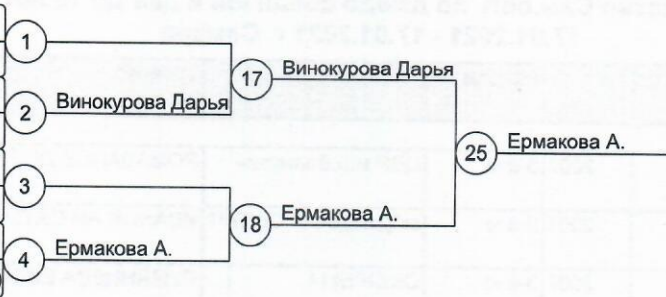 1
17 Винокурова Дарья
2 Винокурова Дарья
25 Ермакова А.
3
18 Ермакова А.
4 Ермакова А.